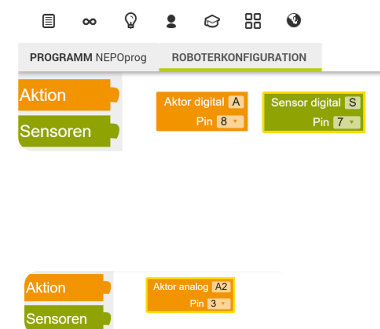 PROGRAMM NEPOprog ROBOTERKONFIGURATION
Aktion
Sensoren
Aktor digital A
Pin 8
Sensor digital S
Pin 7
Aktion
Sensoren
Aktor analog A2
Pin 3